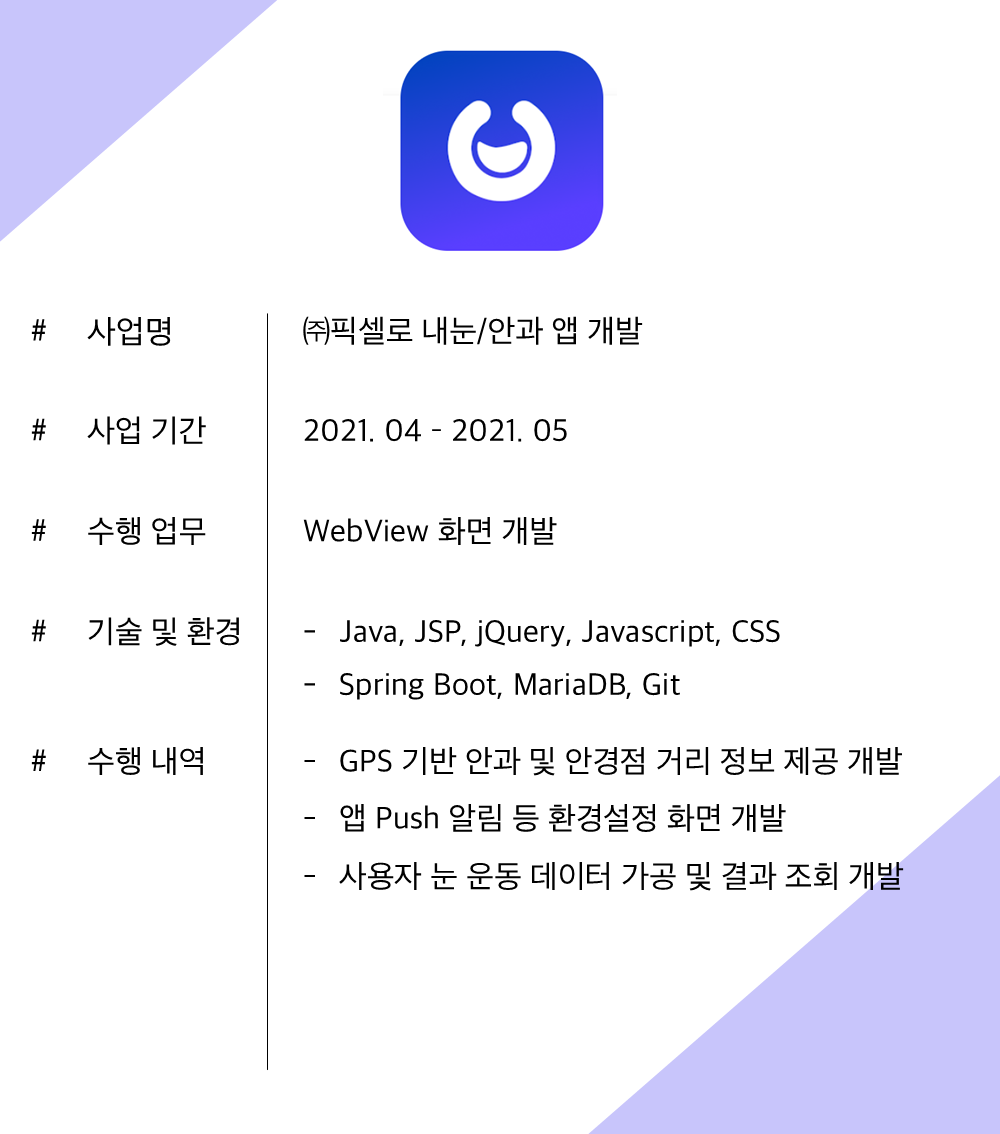 # 사업명 ㈜픽셀로 내눈/안과 앱 개발
# 사업 기간 2021. 04 - 2021. 05
# 수행 업무 WebView 화면 개발
# 기술 및 환경 - Java, JSP, jQuery, Javascript, CSS
- Spring Boot, MariaDB, Git
# 수행 내역 - GPS 기반 안과 및 안경점 거리 정보 제공 개발
- 앱 Push 알림 등 환경설정 화면 개발
- 사용자 눈 운동 데이터 가공 및 결과 조회 개발